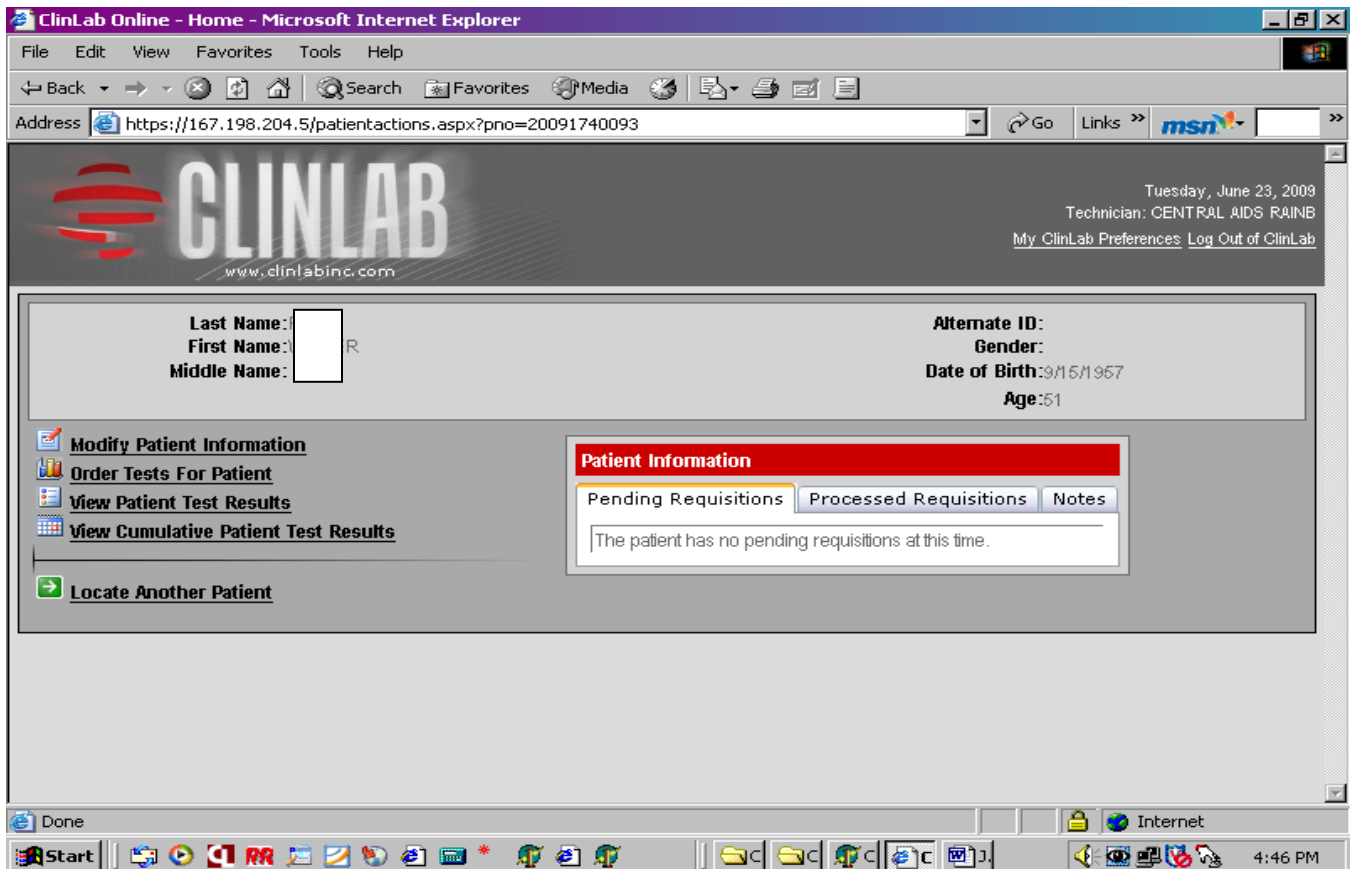 ClinLab Online - Home - Microsoft Internet Explorer
File Edit View Favorites Tools Help
Back Search Favorites Media
Address https://167.198.204.5/patientactions.aspx?pno=20091740093 Go Links » msn »
CLINLAB
www.clinlabinc.com
Tuesday, June 23, 2009
Technician: CENTRAL AIDS RAINB
My ClinLab Preferences Log Out of ClinLab
Last Name:
First Name: R
Middle Name:
Alternate ID:
Gender:
Date of Birth:9/15/1957
Age:51
Modify Patient Information
Order Tests For Patient
View Patient Test Results
View Cumulative Patient Test Results
Locate Another Patient
Patient Information
Pending Requisitions Processed Requisitions Notes
The patient has no pending requisitions at this time.
Done Internet
Start RR * C C C C J. 4:46 PM